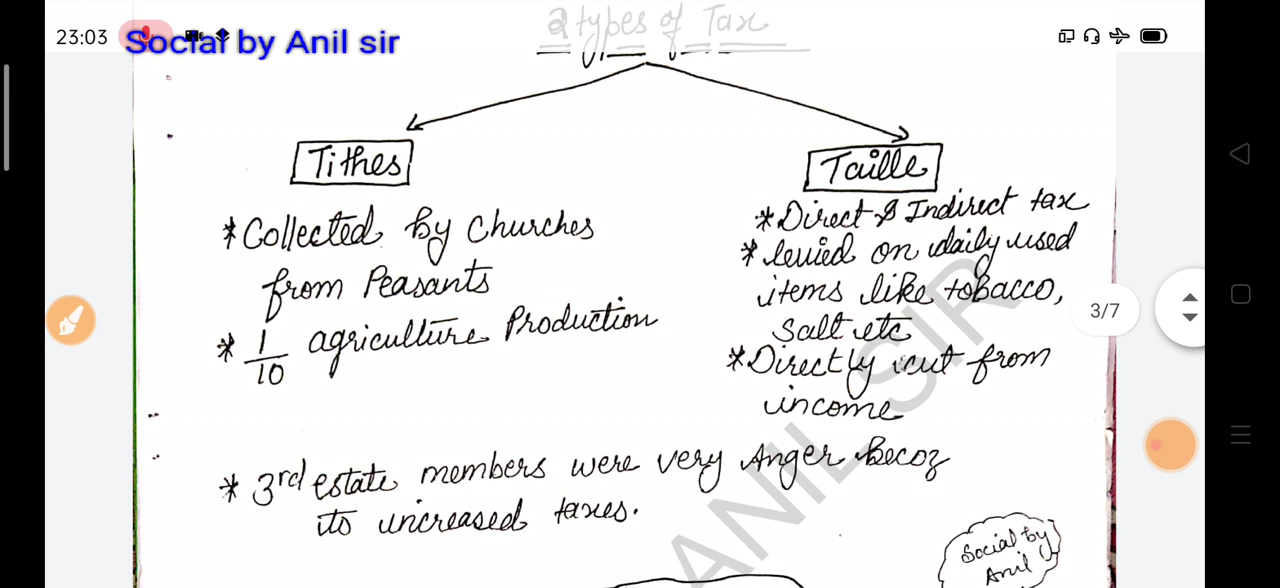 23:03
Social by Anil sir
2 types of Tax
Tithes
* Collected by Churches
from Peasants
* 1/10 agriculture Production
Taille
* Direct & Indirect tax
* levied on daily used
items like tobacco,
salt etc
* Directly cut from
income
3/7
* 3rd estate members were very Anger Becoz
to increased taxes.
ANIL SIR
Social by
Anil